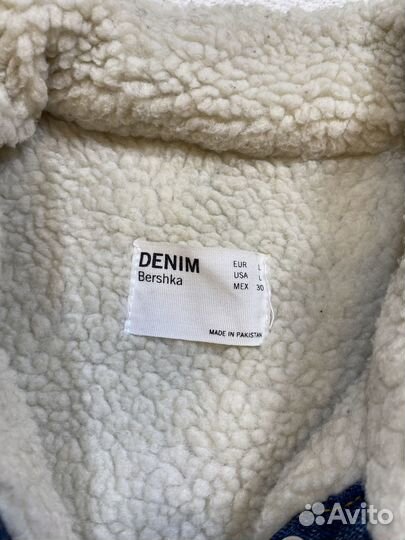 DENIM
Bershka
EUR L
USA L
MEX 30
MADE IN PAKISTAN
Avito